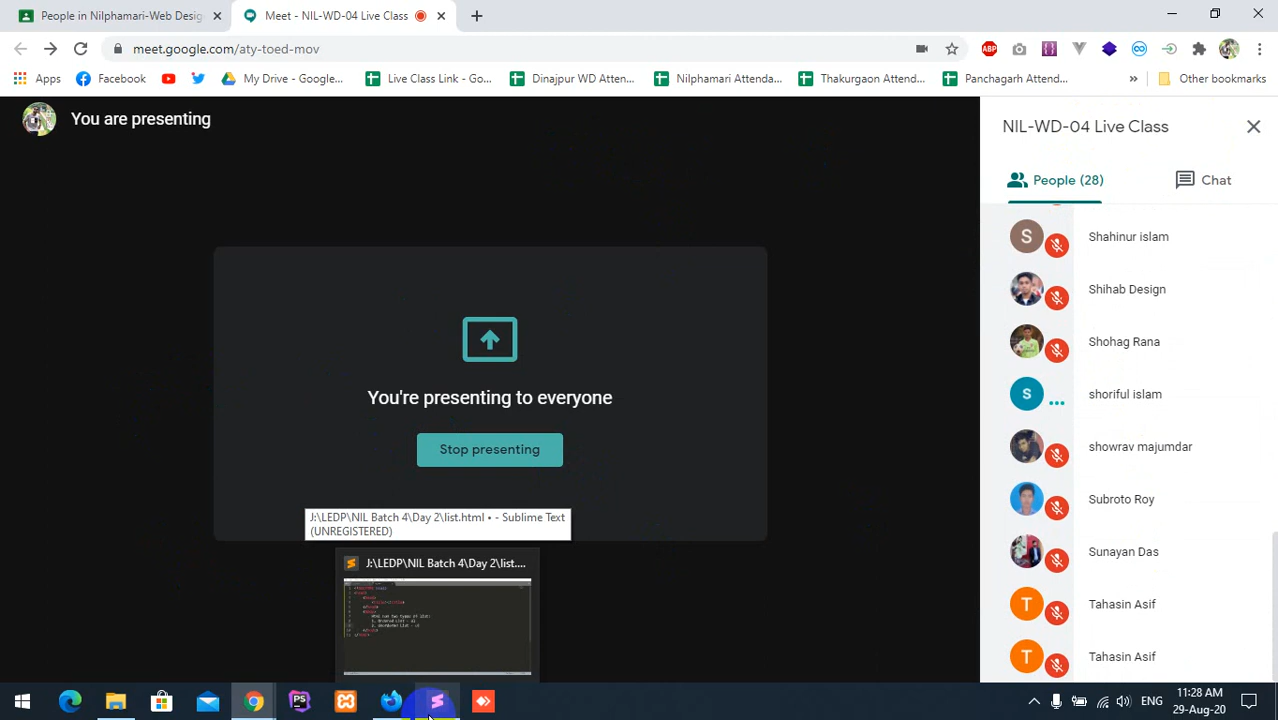 People in Nilphamari-Web Desig
Meet - NIL-WD-04 Live Class
meet.google.com/aty-toed-mov
ABP
Apps
Facebook
My Drive - Google...
Live Class Link - Go...
Dinajpur WD Atten...
Nilphamari Attenda...
Thakurgaon Attend...
Panchagarh Attend...
»
Other bookmarks
You are presenting
NIL-WD-04 Live Class
People (28)
Chat
S
Shahinur islam
Shihab Design
Shohag Rana
s
shoriful islam
showrav majumdar
Subroto Roy
Sunayan Das
T
Tahasin Asif
T
Tahasin Asif
You're presenting to everyone
Stop presenting
J:\LEDP\NIL Batch 4\Day 2\list.html • - Sublime Text
(UNREGISTERED)
J:\LEDP\NIL Batch 4\Day 2\list....
PS
ENG
11:28 AM
29-Aug-20